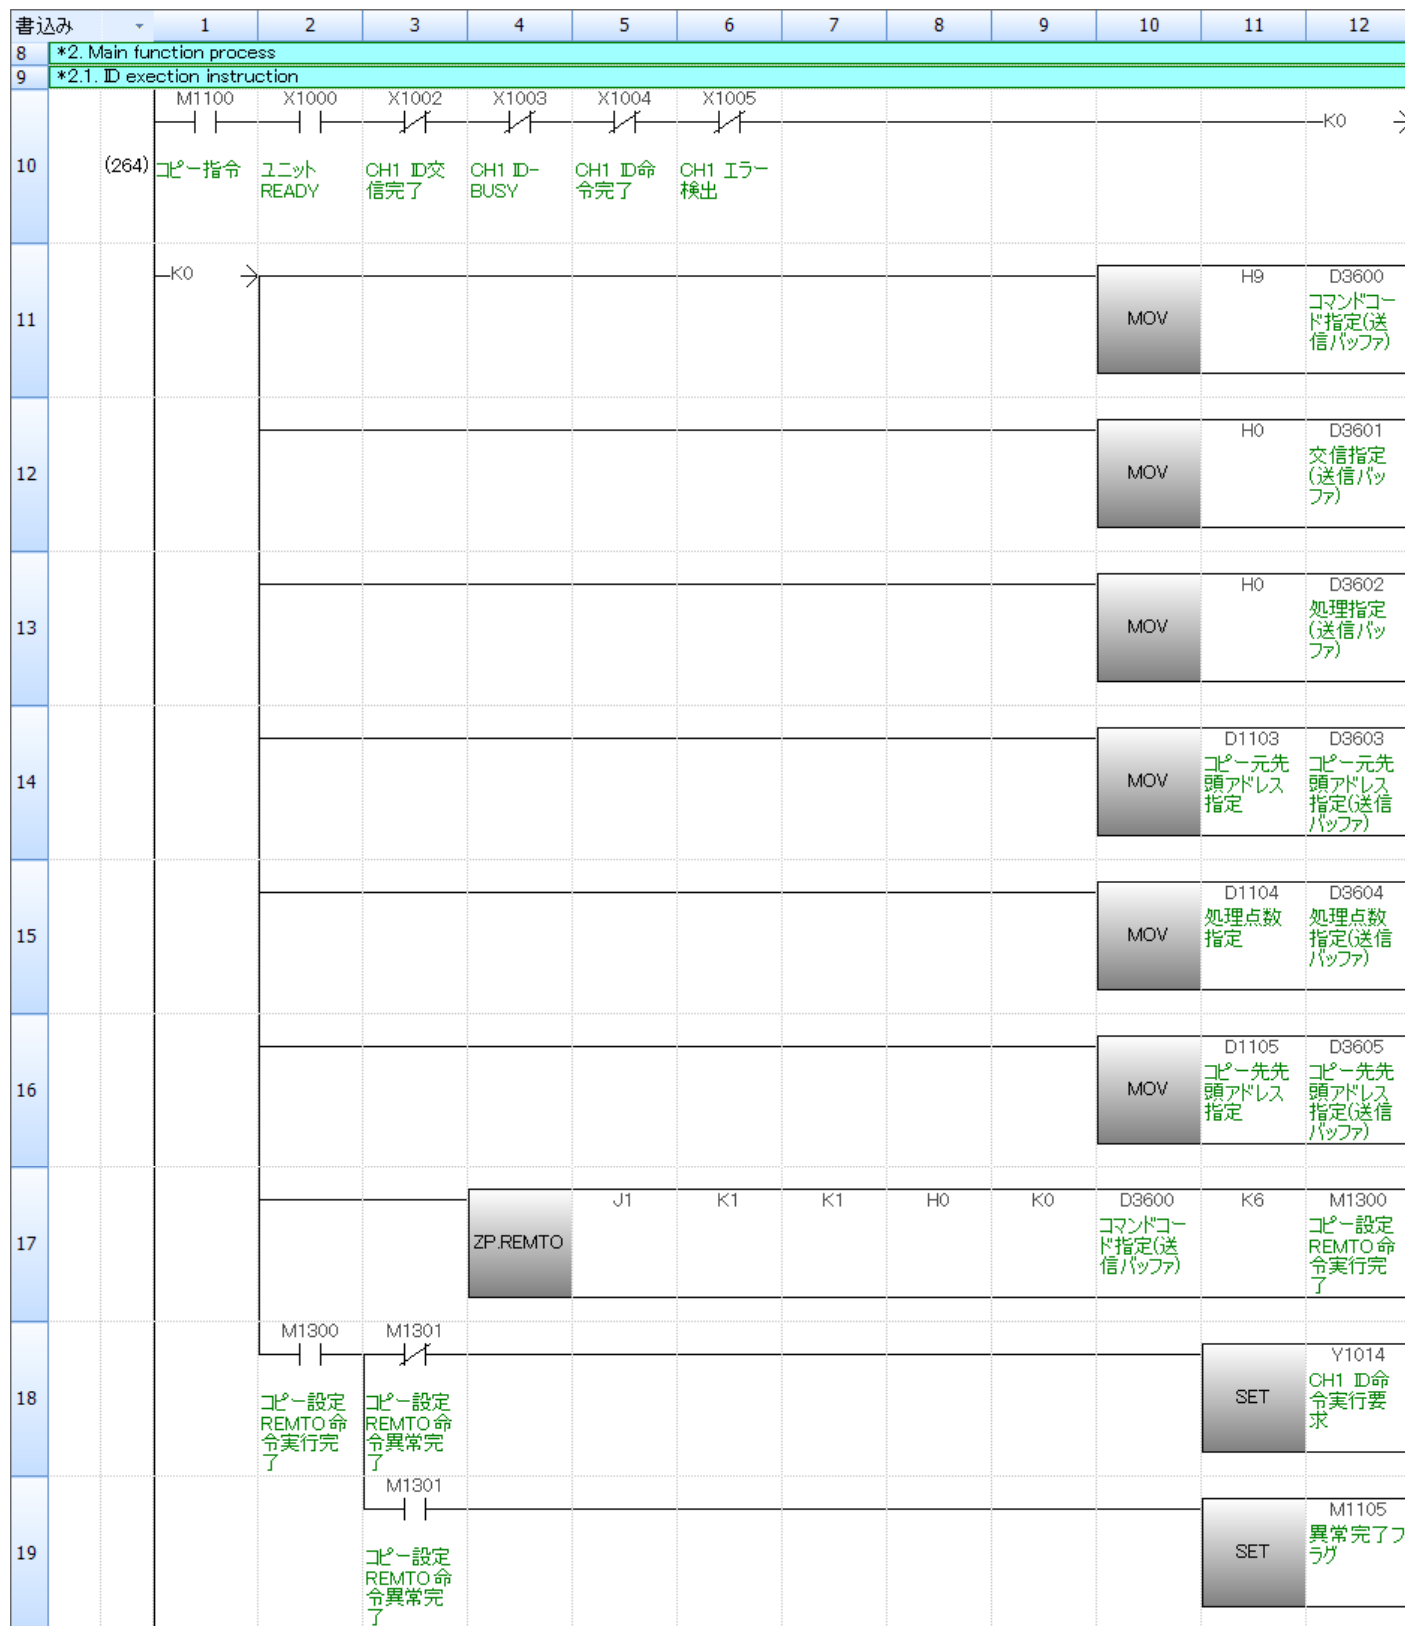 書込み 1 2 3 4 5 6 7 8 9 10 11 12
8 *2. Main function process
9 *2.1. ID exection instruction
M1100 X1000 X1002 X1003 X1004 X1005
K0
10 (264) コピー指令 ユニット CH1 ID交 CH1 ID- CH1 ID命 CH1 エラー
READY 信完了 BUSY 令完了 検出
K0 H9 D3600
コマンドコー
11 MOV ド指定(送
信バッファ)
H0 D3601
交信指定
12 MOV (送信バッ
ファ)
H0 D3602
処理指定
13 MOV (送信バッ
ファ)
D1103 D3603
コピー元先 コピー元先
14 MOV 頭アドレス 頭アドレス
指定 指定(送信
バッファ)
D1104 D3604
処理点数 処理点数
15 MOV 指定 指定(送信
バッファ)
D1105 D3605
コピー先先 コピー先先
16 MOV 頭アドレス 頭アドレス
指定 指定(送信
バッファ)
J1 K1 K1 H0 K0 D3600 K6 M1300
コマンドコー コピー設定
17 ZP.REMTO ド指定(送 REMTO命
信バッファ) 令実行完
了
M1300 M1301 Y1014
CH1 ID命
18 コピー設定 コピー設定 SET 令実行要
REMTO命 REMTO命 求
令実行完 令異常完
了 了
M1301 M1105
異常完了フ
19 コピー設定 SET ラグ
REMTO命
令異常完
了